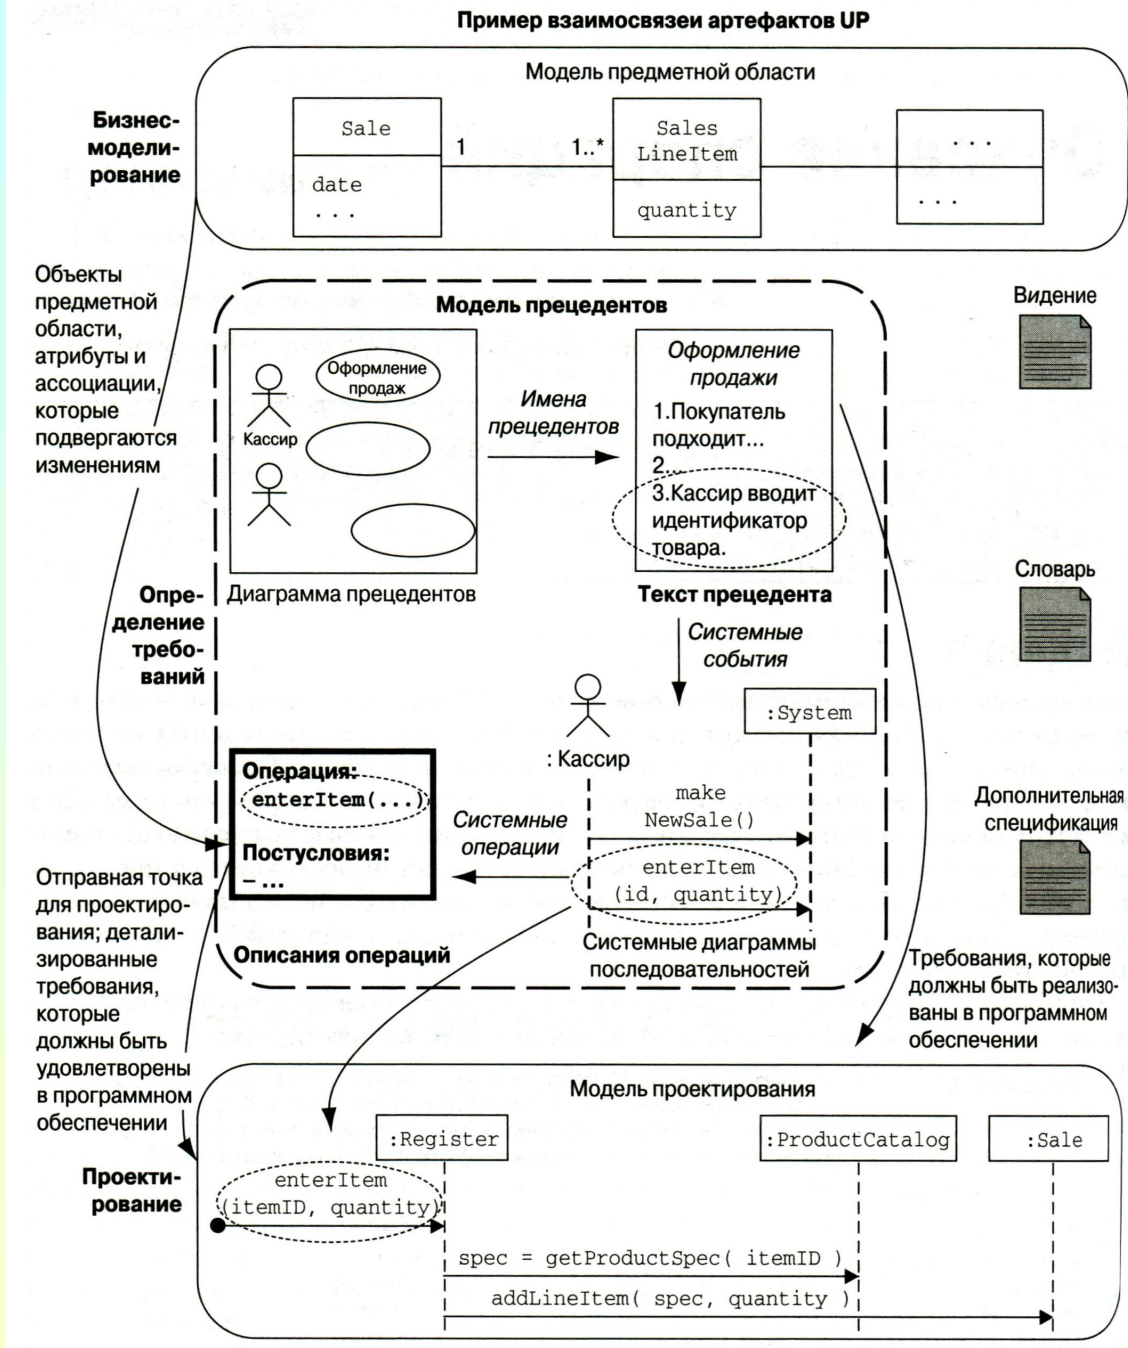 Пример взаимосвязеи артефактов UP
Модель предметной области
Бизнес-
модели-
рование
Sale
date
...
1
1..*
Sales
LineItem
quantity
...
...
Объекты
предметной
области,
атрибуты и
ассоциации,
которые
подвергаются
изменениям
Модель прецедентов
Оформление
продаж
Кассир
Диаграмма прецедентов
Имена
прецедентов
Оформление
продажи
1.Покупатель
подходит...
2...
3.Кассир вводит
идентификатор
товара.
Текст прецедента
Видение
Словарь
Дополнительная
спецификация
Опре-
деление
требо-
ваний
Системные
события
: Кассир
:System
make
NewSale()
enterItem
(id, quantity)
Системные диаграммы
последовательностей
Системные
операции
Операция:
enterItem(...)
Постусловия:
– ...
Описания операций
Отправная точка
для проектиро-
вания; детали-
зированные
требования,
которые
должны быть
удовлетворены
в программном
обеспечении
Требования, которые
должны быть реализо-
ваны в программном
обеспечении
Модель проектирования
Проекти-
рование
:Register
:ProductCatalog
:Sale
enterItem
(itemID, quantity)
spec = getProductSpec( itemID )
addLineItem( spec, quantity )